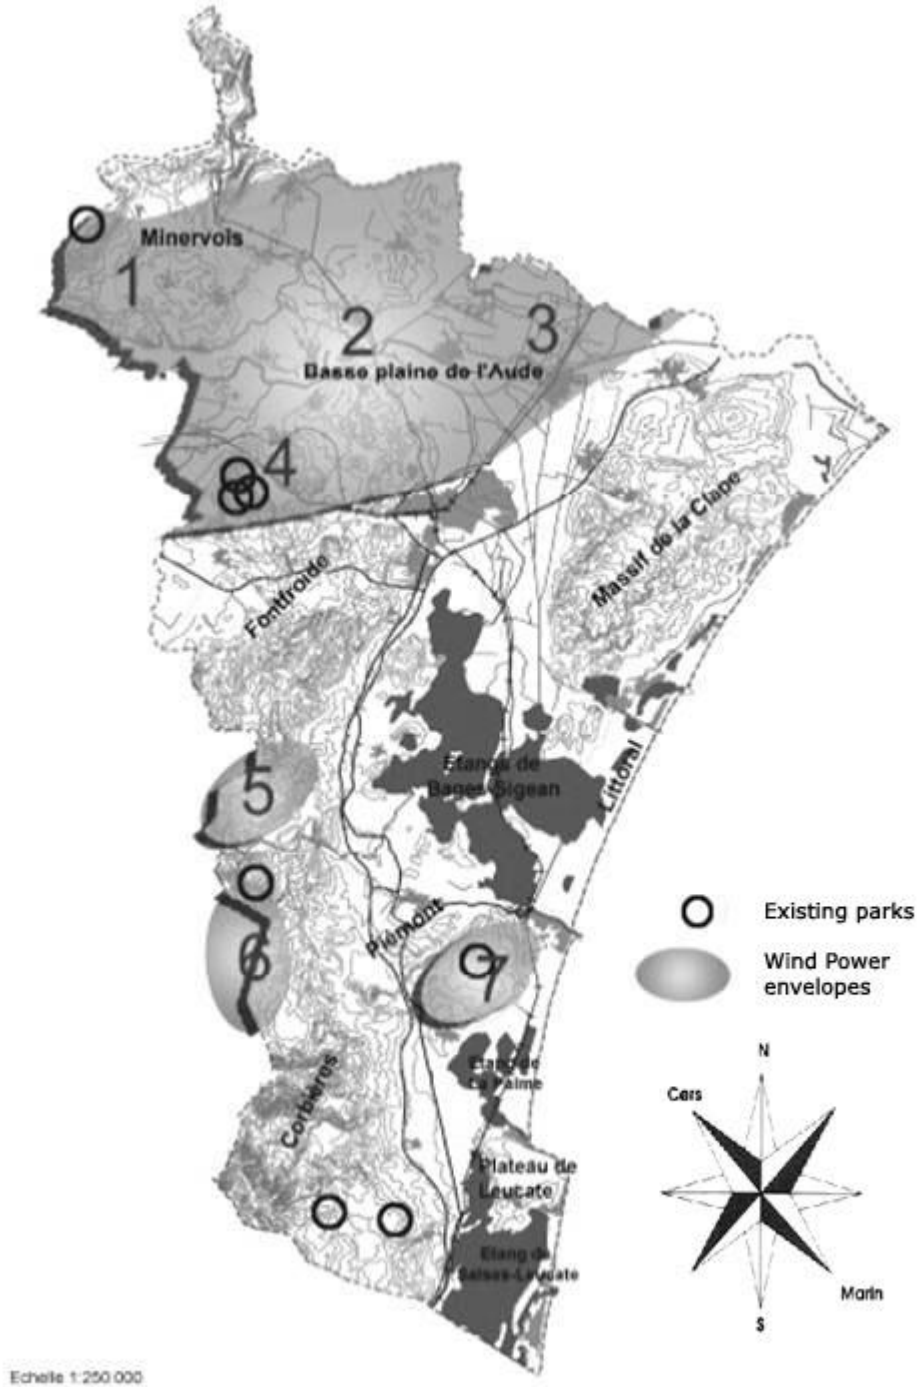 Minervois
1
2
3
Basse plaine de l'Aude
4
Massif de la Clape
Fontfroide
5
Etangs de
Bages-Sigean
Littoral
Existing parks
Piémont
6
7
Wind Power
envelopes
Etang de
La Palme
Corbières
N
Cers
Plateau de
Leucate
Etang de
Salses-Leucate
Marin
S
Echelle 1:250 000